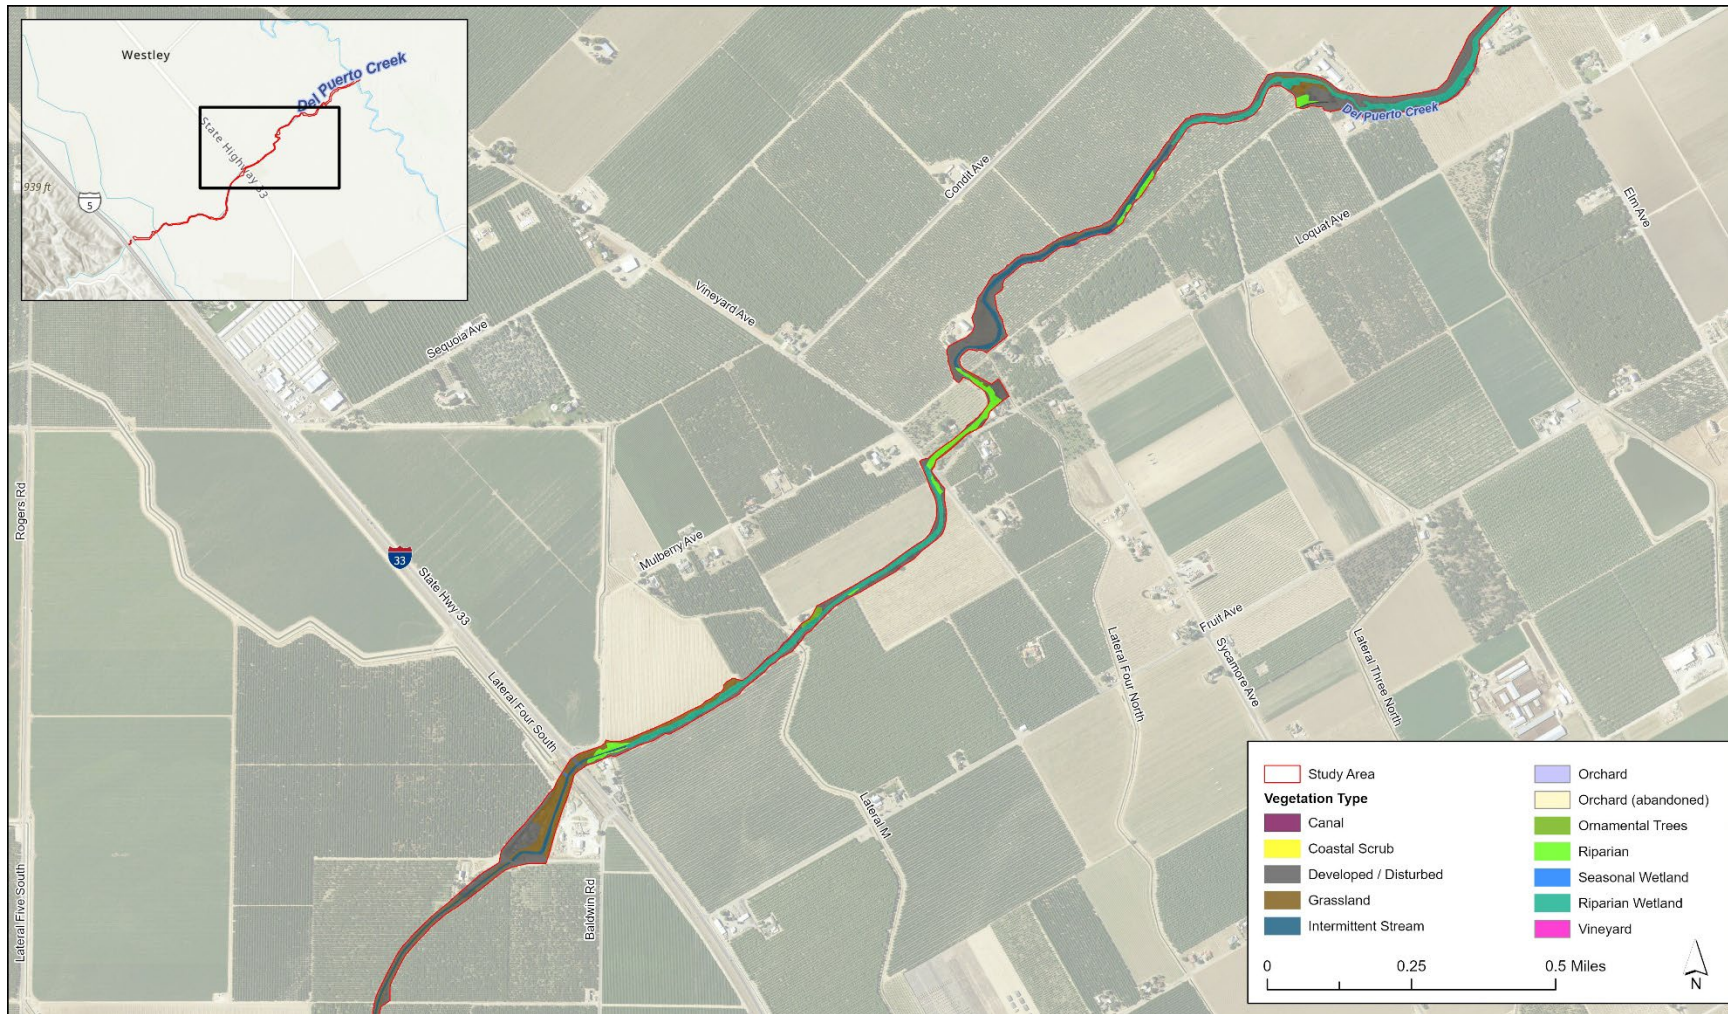 Westley
Del Puerto Creek
State Highway 33
939 ft
5
Del Puerto Creek
Condit Ave
Elm Ave
Loquat Ave
Vineyard Ave
Sequoia Ave
Rogers Rd
Mulberry Ave
33
State Hwy 33
Fruit Ave
Lateral Four North
Sycamore Ave
Lateral Three North
Lateral Four South
Lateral M
Lateral Five South
Baldwin Rd
Study Area
Vegetation Type
Canal
Coastal Scrub
Developed / Disturbed
Grassland
Intermittent Stream
Orchard
Orchard (abandoned)
Ornamental Trees
Riparian
Seasonal Wetland
Riparian Wetland
Vineyard
0 0.25 0.5 Miles
N